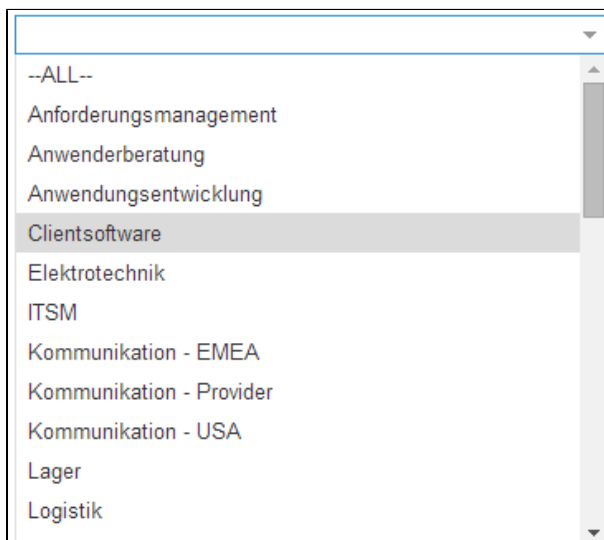 --ALL--
Anforderungsmanagement
Anwenderberatung
Anwendungsentwicklung
Clientsoftware
Elektrotechnik
ITSM
Kommunikation - EMEA
Kommunikation - Provider
Kommunikation - USA
Lager
Logistik